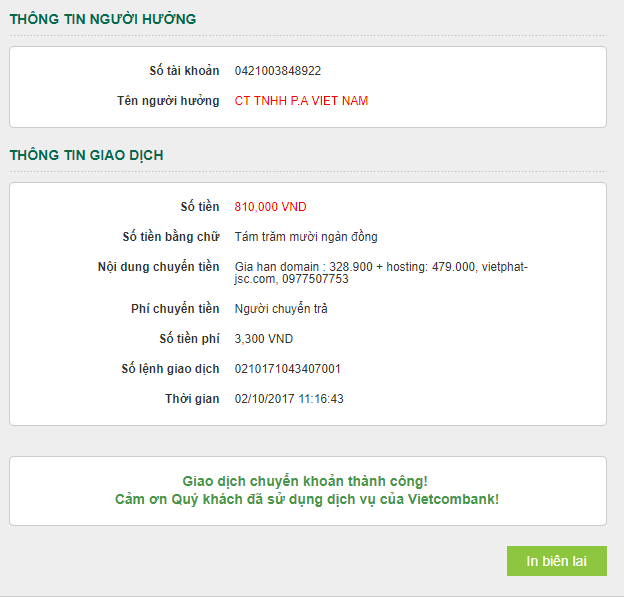 THÔNG TIN NGƯỜI HƯỞNG
Số tài khoản 0421003848922
Tên người hưởng CT TNHH P.A VIET NAM
THÔNG TIN GIAO DỊCH
Số tiền 810,000 VND
Số tiền bằng chữ Tám trăm mười ngàn đồng
Nội dung chuyển tiền Gia han domain : 328.900 + hosting: 479.000, vietphat-
jsc.com, 0977507753
Phí chuyển tiền Người chuyển trả
Số tiền phí 3,300 VND
Số lệnh giao dịch 0210171043407001
Thời gian 02/10/2017 11:16:43
Giao dịch chuyển khoản thành công!
Cảm ơn Quý khách đã sử dụng dịch vụ của Vietcombank!
In biên lai